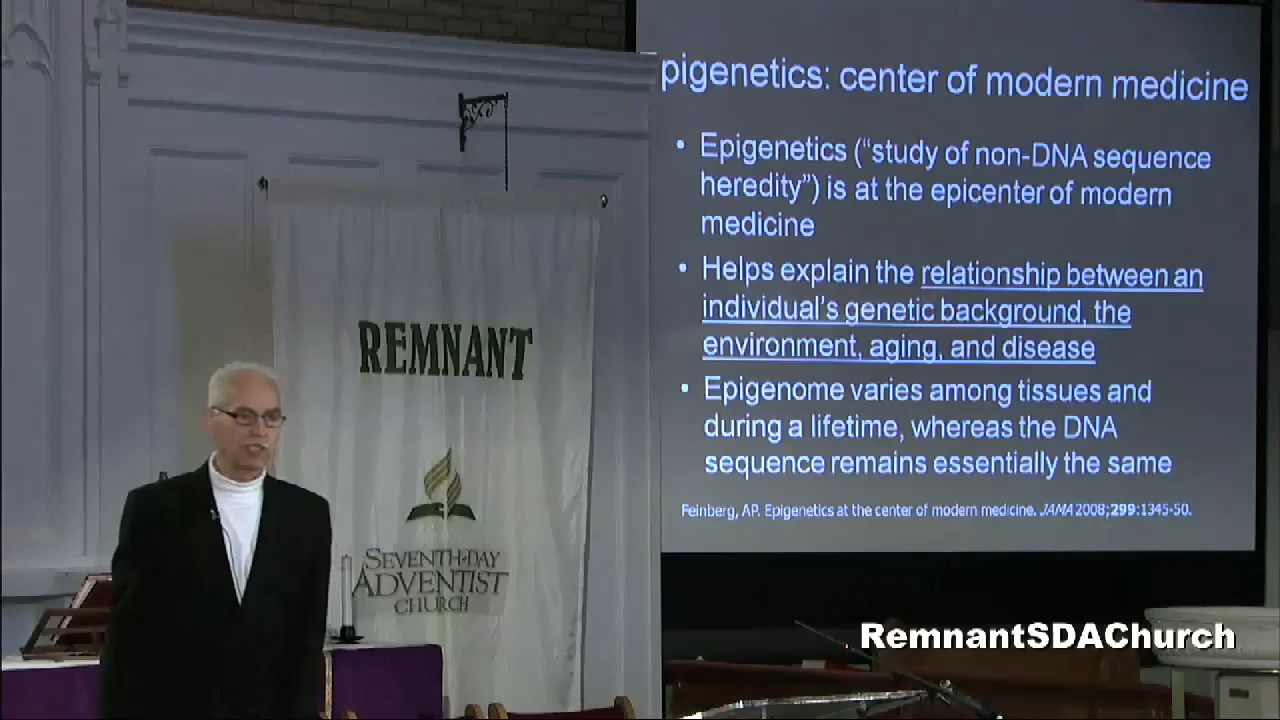 pigenetics: center of modern medicine
• Epigenetics (“study of non-DNA sequence
heredity”) is at the epicenter of modern
medicine
• Helps explain the relationship between an
individual’s genetic background, the
environment, aging, and disease
• Epigenome varies among tissues and
during a lifetime, whereas the DNA
sequence remains essentially the same
Feinberg, AP. Epigenetics at the center of modern medicine. JAMA 2008;299:1345-50.
REMNANT
SEVENTH-DAY
ADVENTIST
CHURCH
RemnantSDAChurch